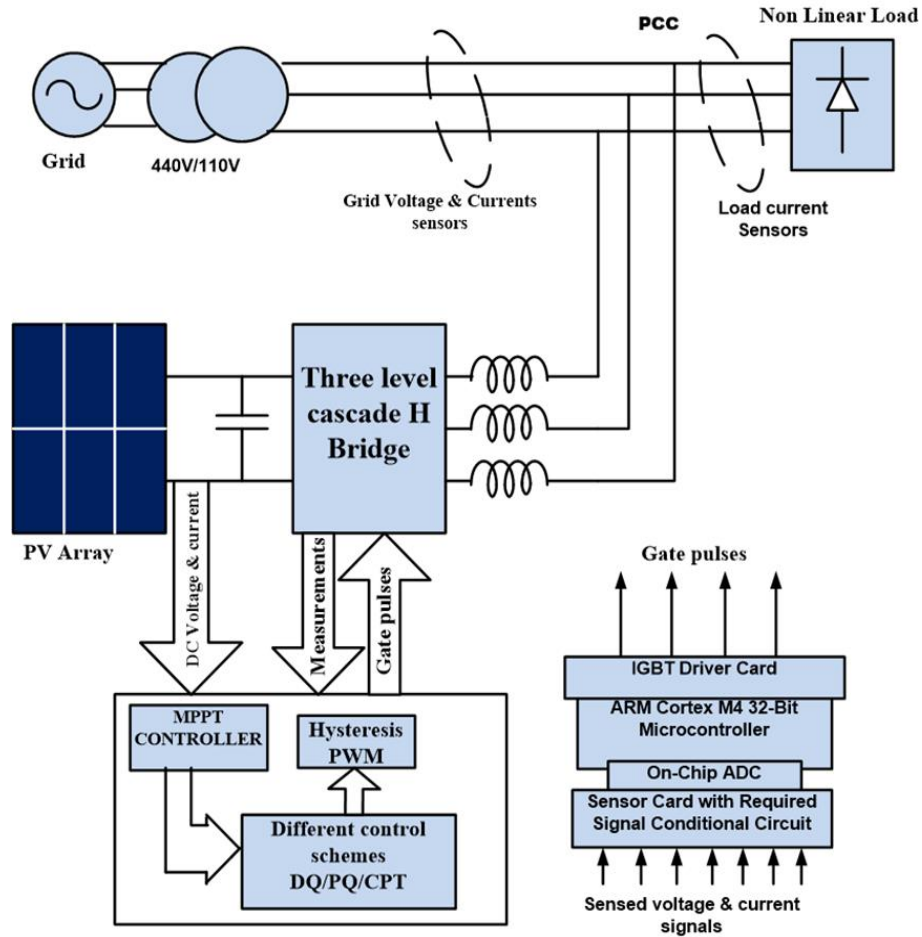 Non Linear Load
PCC
Grid
440V/110V
Grid Voltage & Currents
sensors
Load current
Sensors
Three level
cascade H
Bridge
PV Array
DC Voltage & current
Measurements
Gate pulses
MPPT
CONTROLLER
Hysteresis
PWM
Different control
schemes
DQ/PQ/CPT
Gate pulses
IGBT Driver Card
ARM Cortex M4 32-Bit
Microcontroller
On-Chip ADC
Sensor Card with Required
Signal Conditional Circuit
Sensed voltage & current
signals